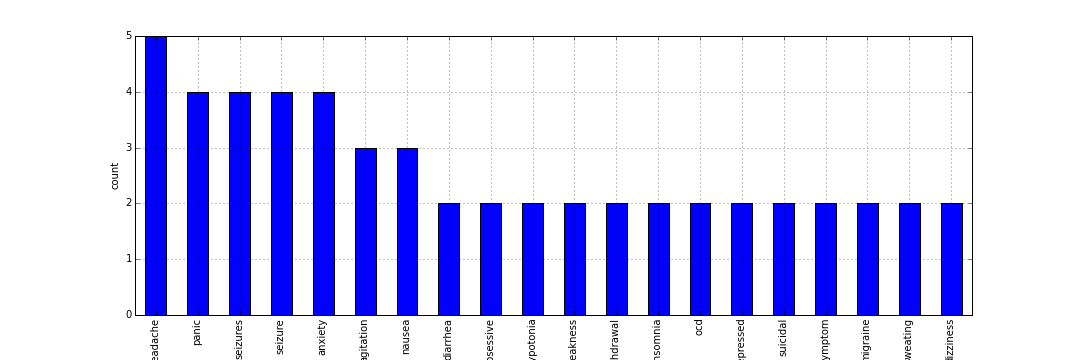 5
4
3
2
1
0
count
eadache
panic
seizures
seizure
anxiety
gitation
nausea
diarrhea
sessive
ypotonia
eakness
hdrawal
nsomnia
ocd
pressed
suicidal
ymptom
nigraine
weating
lizziness